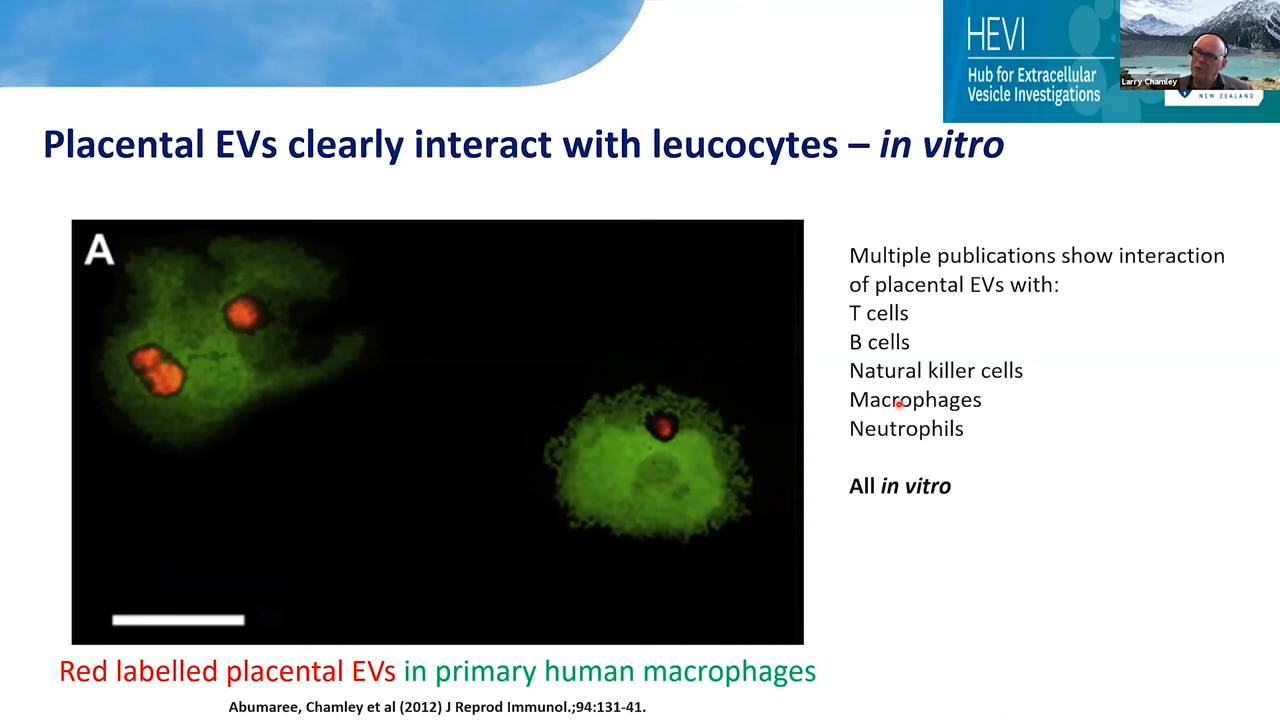 HEVI
Hub for Extracellular
Vesicle Investigations
Larry Chamley
NEW ZEALAND
Placental EVs clearly interact with leucocytes – in vitro
A
Multiple publications show interaction
of placental EVs with:
T cells
B cells
Natural killer cells
Macrophages
Neutrophils
All in vitro
Red labelled placental EVs in primary human macrophages
Abumaree, Chamley et al (2012) J Reprod Immunol.;94:131-41.